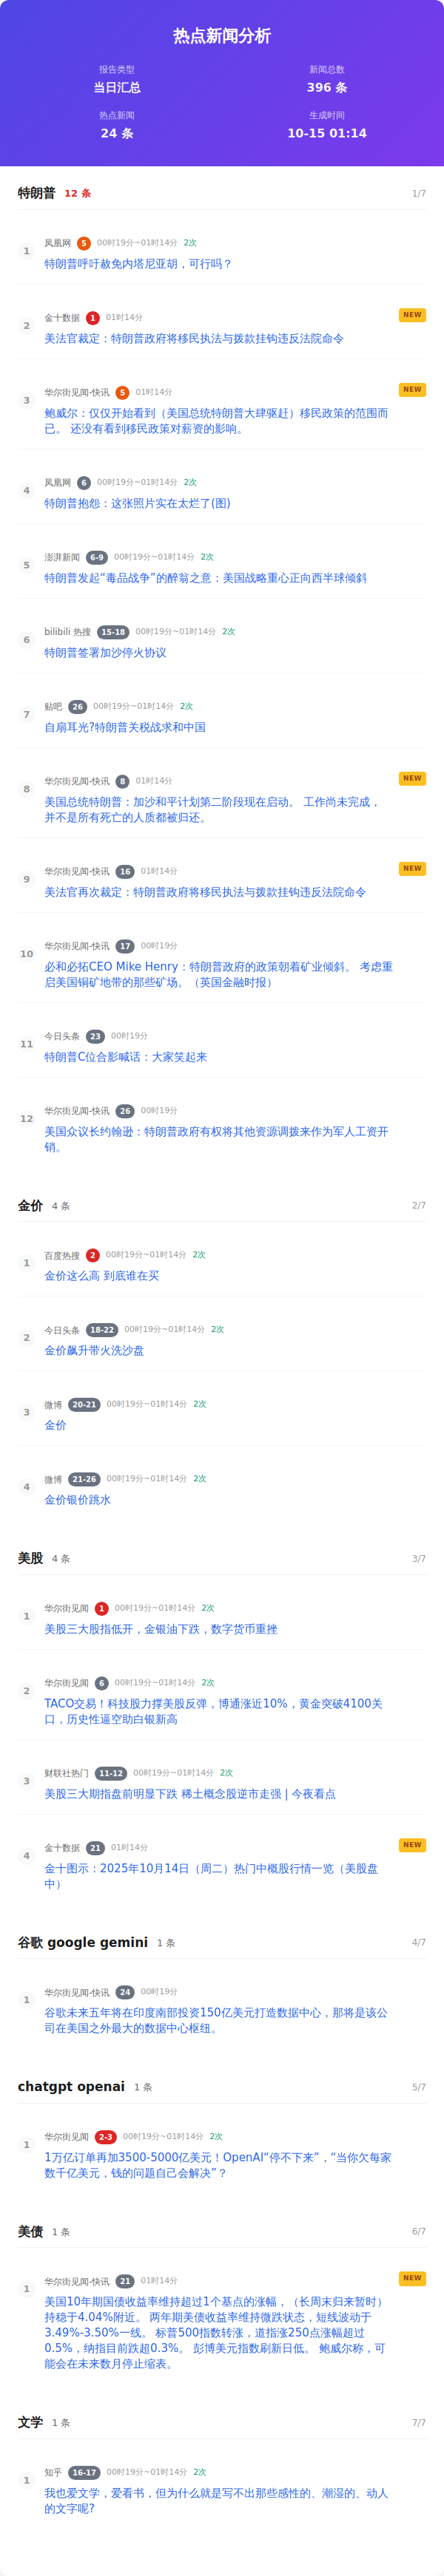 热点新闻分析
报告类型
当日汇总
新闻总数
396 条
热点新闻
24 条
生成时间
10-15 01:14
特朗普 12 条 1/7
1
凤凰网 5 00时19分~01时14分 2次
特朗普呼吁赦免内塔尼亚胡，可行吗？
2
金十数据 1 01时14分 NEW
美法官裁定：特朗普政府将移民执法与拨款挂钩违反法院命令
3
华尔街见闻-快讯 5 01时14分 NEW
鲍威尔：仅仅开始看到（美国总统特朗普大肆驱赶）移民政策的范围而
已。 还没有看到移民政策对薪资的影响。
4
凤凰网 6 00时19分~01时14分 2次
特朗普抱怨：这张照片实在太烂了(图)
5
澎湃新闻 6-9 00时19分~01时14分 2次
特朗普发起“毒品战争”的醉翁之意：美国战略重心正向西半球倾斜
6
bilibili 热搜 15-18 00时19分~01时14分 2次
特朗普签署加沙停火协议
7
贴吧 26 00时19分~01时14分 2次
自扇耳光?特朗普关税战求和中国
8
华尔街见闻-快讯 8 01时14分 NEW
美国总统特朗普：加沙和平计划第二阶段现在启动。 工作尚未完成，
并不是所有死亡的人质都被归还。
9
华尔街见闻-快讯 16 01时14分 NEW
美法官再次裁定：特朗普政府将移民执法与拨款挂钩违反法院命令
10
华尔街见闻-快讯 17 00时19分
必和必拓CEO Mike Henry：特朗普政府的政策朝着矿业倾斜。 考虑重
启美国铜矿地带的那些矿场。（英国金融时报）
11
今日头条 23 00时19分
特朗普C位合影喊话：大家笑起来
12
华尔街见闻-快讯 26 00时19分
美国众议长约翰逊：特朗普政府有权将其他资源调拨来作为军人工资开
销。
金价 4 条 2/7
1
百度热搜 2 00时19分~01时14分 2次
金价这么高 到底谁在买
2
今日头条 18-22 00时19分~01时14分 2次
金价飙升带火洗沙盘
3
微博 20-21 00时19分~01时14分 2次
金价
4
微博 21-26 00时19分~01时14分 2次
金价银价跳水
美股 4 条 3/7
1
华尔街见闻 1 00时19分~01时14分 2次
美股三大股指低开，金银油下跌，数字货币重挫
2
华尔街见闻 6 00时19分~01时14分 2次
TACO交易！科技股力撑美股反弹，博通涨近10%，黄金突破4100关
口，历史性逼空助白银新高
3
财联社热门 11-12 00时19分~01时14分 2次
美股三大期指盘前明显下跌 稀土概念股逆市走强 | 今夜看点
4
金十数据 21 01时14分 NEW
金十图示：2025年10月14日（周二）热门中概股行情一览（美股盘
中）
谷歌 google gemini 1 条 4/7
1
华尔街见闻-快讯 24 00时19分
谷歌未来五年将在印度南部投资150亿美元打造数据中心，那将是该公
司在美国之外最大的数据中心枢纽。
chatgpt openai 1 条 5/7
1
华尔街见闻 2-3 00时19分~01时14分 2次
1万亿订单再加3500-5000亿美元！OpenAI“停不下来”，“当你欠每家
数千亿美元，钱的问题自己会解决”？
美债 1 条 6/7
1
华尔街见闻-快讯 21 01时14分 NEW
美国10年期国债收益率维持超过1个基点的涨幅，（长周末归来暂时）
持稳于4.04%附近。 两年期美债收益率维持微跌状态，短线波动于
3.49%-3.50%一线。 标普500指数转涨，道指涨250点涨幅超过
0.5%，纳指目前跌超0.3%。 彭博美元指数刷新日低。 鲍威尔称，可
能会在未来数月停止缩表。
文学 1 条 7/7
1
知乎 16-17 00时19分~01时14分 2次
我也爱文学，爱看书，但为什么就是写不出那些感性的、潮湿的、动人
的文字呢?